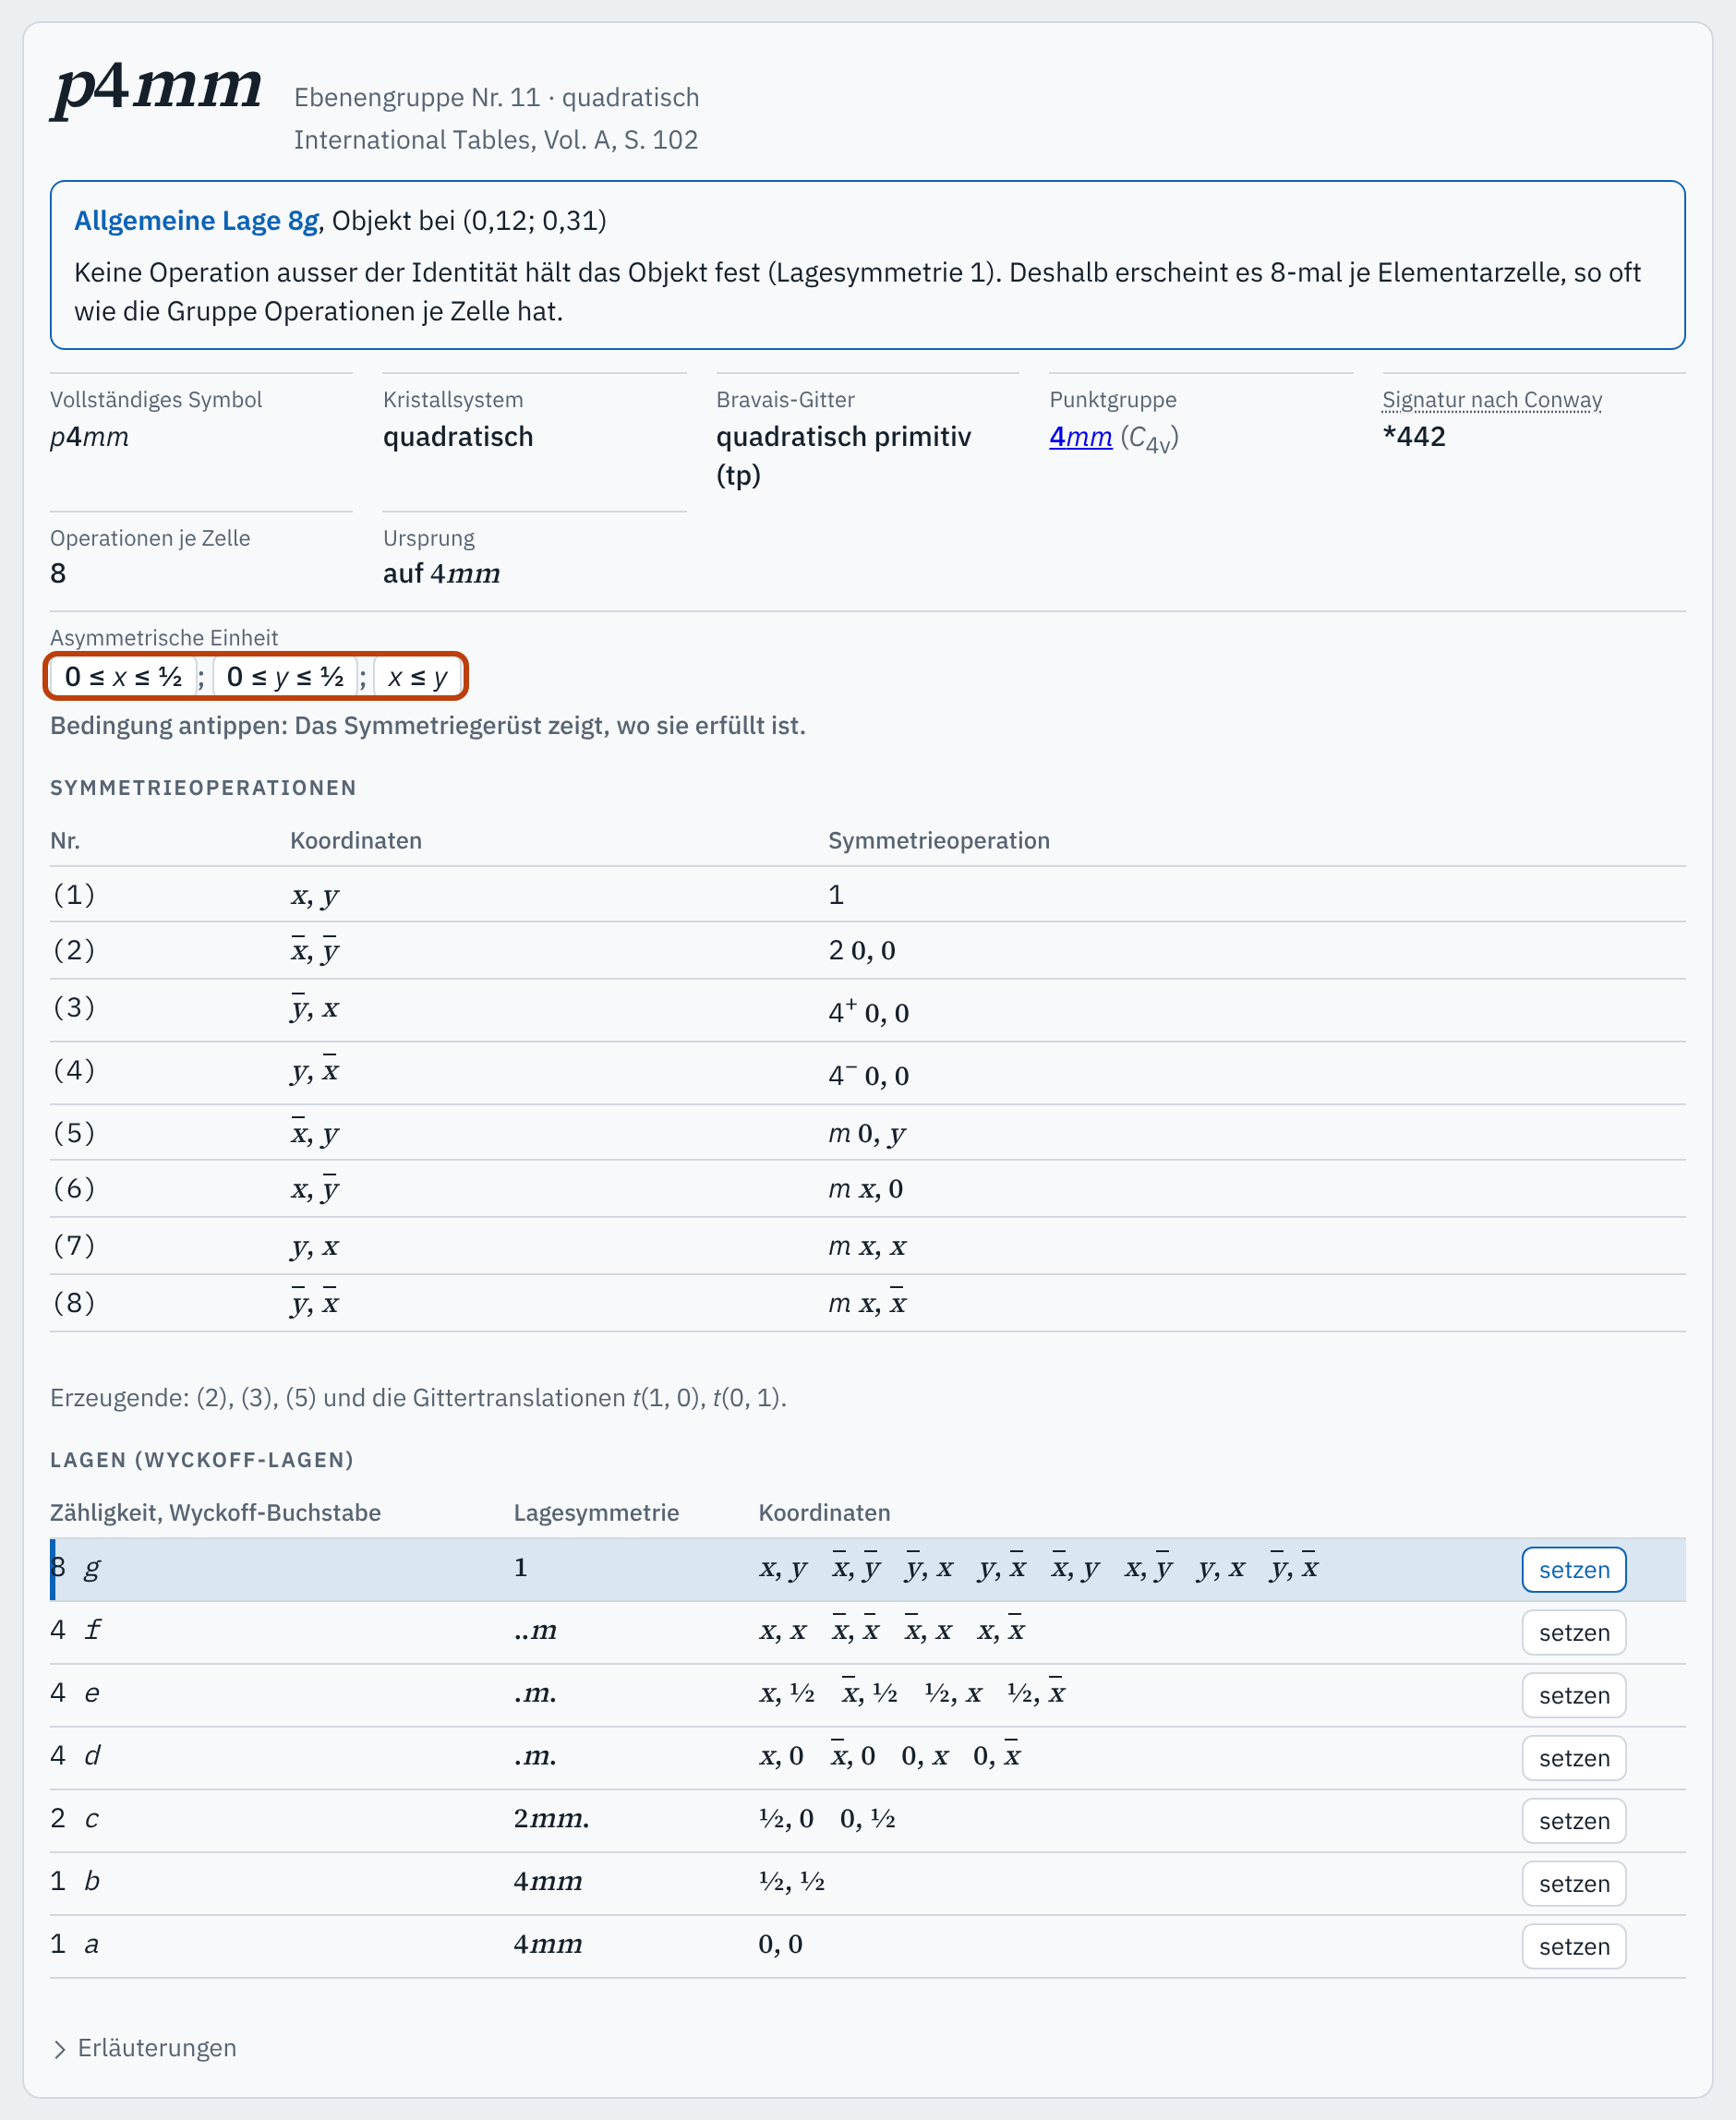 p4mm
Ebenengruppe Nr. 11 · quadratisch
International Tables, Vol. A, S. 102
Allgemeine Lage 8g, Objekt bei (0,12; 0,31)
Keine Operation ausser der Identität hält das Objekt fest (Lagesymmetrie 1). Deshalb erscheint es 8-mal je Elementarzelle, so oft
wie die Gruppe Operationen je Zelle hat.
Vollständiges Symbol Kristallsystem Bravais-Gitter Punktgruppe Signatur nach Conway
p4mm quadratisch quadratisch primitiv 4mm (C₄ᵥ) *442
(tp)
Operationen je Zelle Ursprung
8 auf 4mm
Asymmetrische Einheit
0 ≤ x ≤ ½ ; 0 ≤ y ≤ ½ ; x ≤ y
Bedingung antippen: Das Symmetriegerüst zeigt, wo sie erfüllt ist.
SYMMETRIEOPERATIONEN
Nr. Koordinaten Symmetrieoperation
(1) x, y 1
(2) x̄, ȳ 2 0, 0
(3) ȳ, x 4⁺ 0, 0
(4) y, x̄ 4⁻ 0, 0
(5) x̄, y m 0, y
(6) x, ȳ m x, 0
(7) y, x m x, x
(8) ȳ, x̄ m x, x̄
Erzeugende: (2), (3), (5) und die Gittertranslationen t(1, 0), t(0, 1).
LAGEN (WYCKOFF-LAGEN)
Zähligkeit, Wyckoff-Buchstabe Lagesymmetrie Koordinaten
8 g 1 x, y x̄, ȳ ȳ, x y, x̄ x̄, y x, ȳ y, x ȳ, x̄ setzen
4 f ..m x, x x̄, x̄ x̄, x x, x̄ setzen
4 e .m. x, ½ x̄, ½ ½, x ½, x̄ setzen
4 d .m. x, 0 x̄, 0 0, x 0, x̄ setzen
2 c 2mm. ½, 0 0, ½ setzen
1 b 4mm ½, ½ setzen
1 a 4mm 0, 0 setzen
Erläuterungen